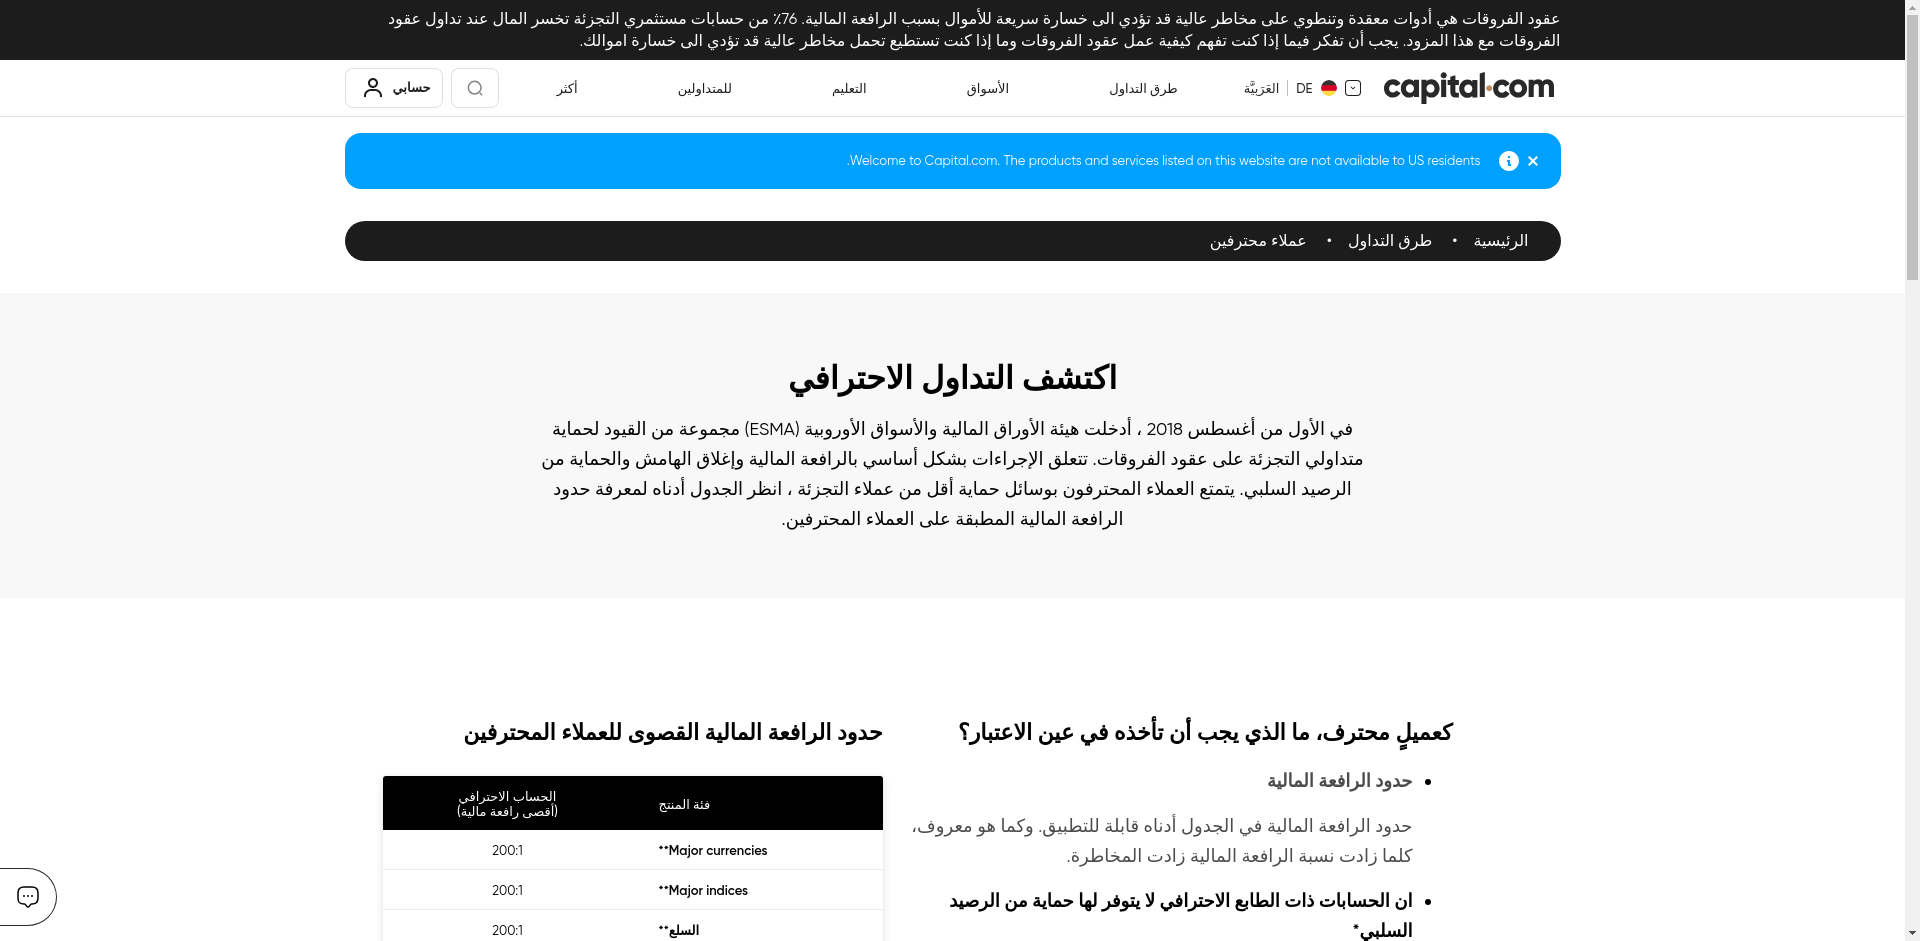 عقود الفروقات هي أدوات معقدة وتنطوي على مخاطر عالية قد تؤدي الى خسارة سريعة للأموال بسبب الرافعة المالية. 76٪ من حسابات مستثمري التجزئة تخسر المال عند تداول عقود
الفروقات مع هذا المزود. يجب أن تفكر فيما إذا كنت تفهم كيفية عمل عقود الفروقات وما إذا كنت تستطيع تحمل مخاطر عالية قد تؤدي الى خسارة اموالك.
capital.com
DE العَرَبيَّة
طرق التداول
الأسواق
التعليم
للمتداولين
أكثر
حسابي
Welcome to Capital.com. The products and services listed on this website are not available to US residents.
الرئيسية • طرق التداول • عملاء محترفين
اكتشف التداول الاحترافي
في الأول من أغسطس 2018 ، أدخلت هيئة الأوراق المالية والأسواق الأوروبية (ESMA) مجموعة من القيود لحماية
متداولي التجزئة على عقود الفروقات. تتعلق الإجراءات بشكل أساسي بالرافعة المالية وإغلاق الهامش والحماية من
الرصيد السلبي. يتمتع العملاء المحترفون بوسائل حماية أقل من عملاء التجزئة ، انظر الجدول أدناه لمعرفة حدود
الرافعة المالية المطبقة على العملاء المحترفين.
كعميلٍ محترف، ما الذي يجب أن تأخذه في عين الاعتبار؟
• حدود الرافعة المالية
حدود الرافعة المالية في الجدول أدناه قابلة للتطبيق. وكما هو معروف،
كلما زادت نسبة الرافعة المالية زادت المخاطرة.
• ان الحسابات ذات الطابع الاحترافي لا يتوفر لها حماية من الرصيد
السلبي*
حدود الرافعة المالية القصوى للعملاء المحترفين
فئة المنتج
الحساب الاحترافي
(أقصى رافعة مالية)
Major currencies**
200:1
Major indices**
200:1
السلع**
200:1